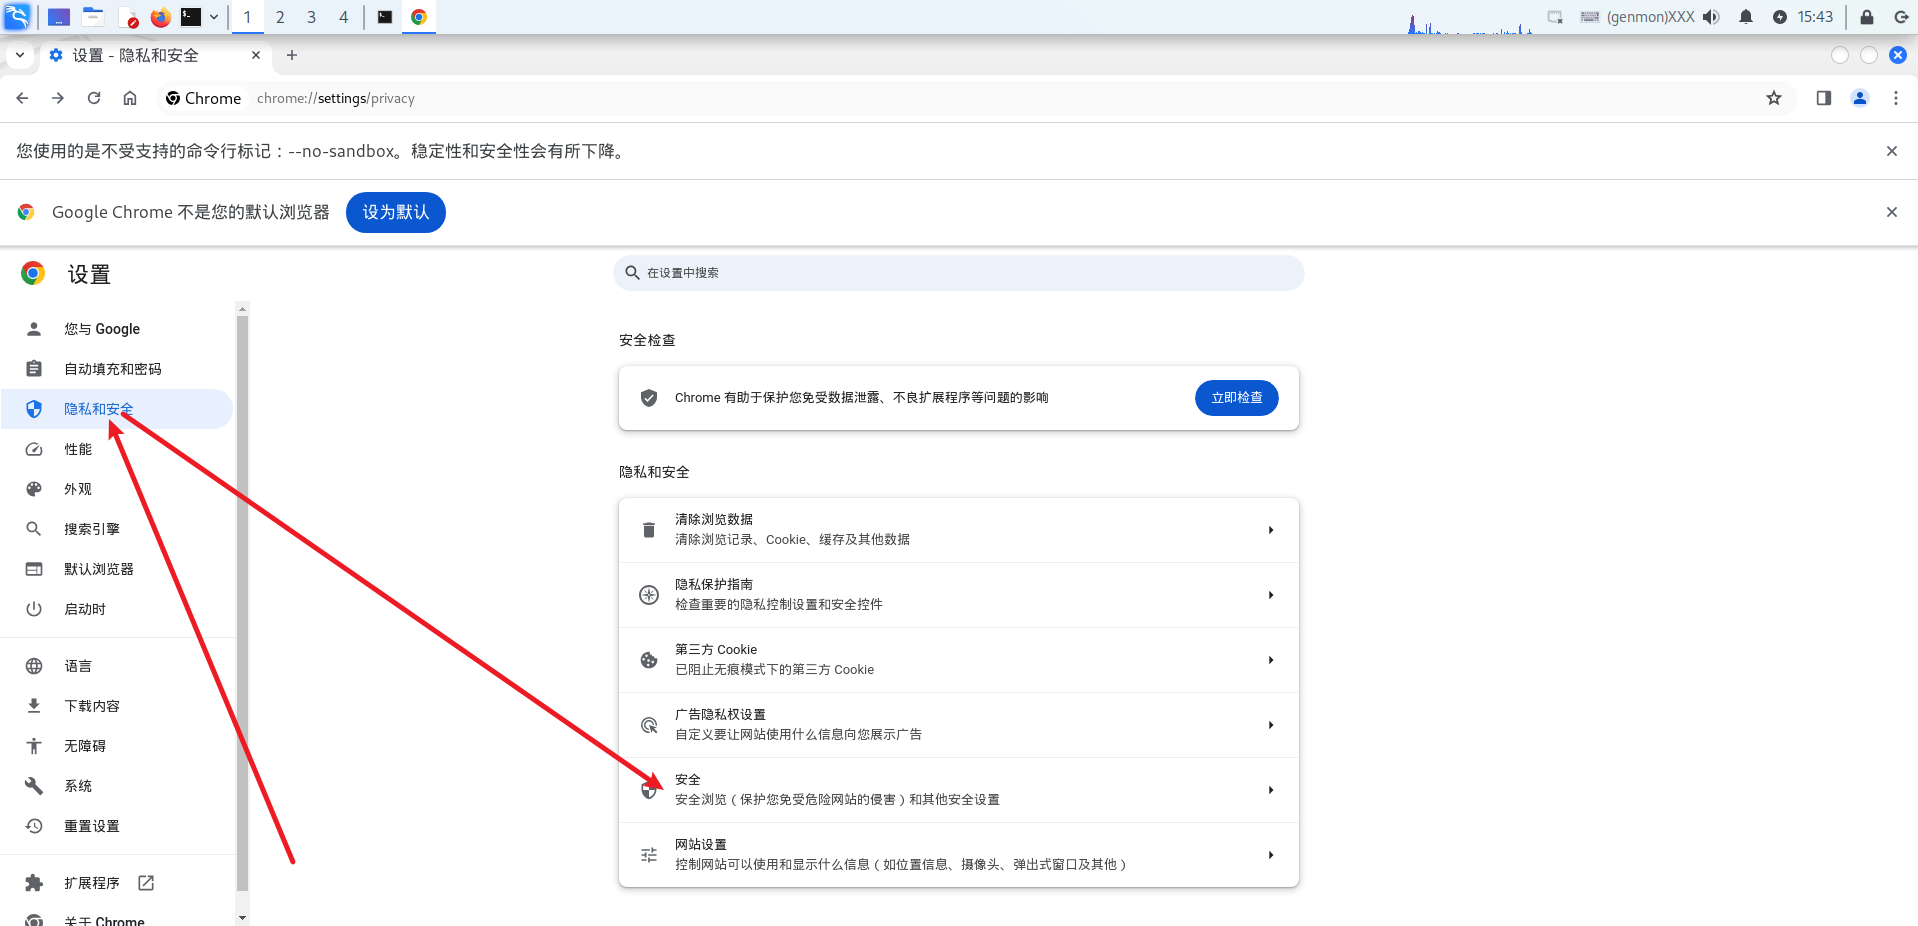 1 2 3 4
(genmon)XXX 15:43
设置 - 隐私和安全
Chrome chrome://settings/privacy
您使用的是不受支持的命令行标记：--no-sandbox。稳定性和安全性会有所下降。
Google Chrome 不是您的默认浏览器 设为默认
设置
在设置中搜索
您与 Google
自动填充和密码
隐私和安全
性能
外观
搜索引擎
默认浏览器
启动时
语言
下载内容
无障碍
系统
重置设置
扩展程序
关于 Chrome
安全检查
Chrome 有助于保护您免受数据泄露、不良扩展程序等问题的影响 立即检查
隐私和安全
清除浏览数据
清除浏览记录、Cookie、缓存及其他数据
隐私保护指南
检查重要的隐私控制设置和安全控件
第三方 Cookie
已阻止无痕模式下的第三方 Cookie
广告隐私权设置
自定义要让网站使用什么信息向您展示广告
安全
安全浏览（保护您免受危险网站的侵害）和其他安全设置
网站设置
控制网站可以使用和显示什么信息（如位置信息、摄像头、弹出式窗口及其他）